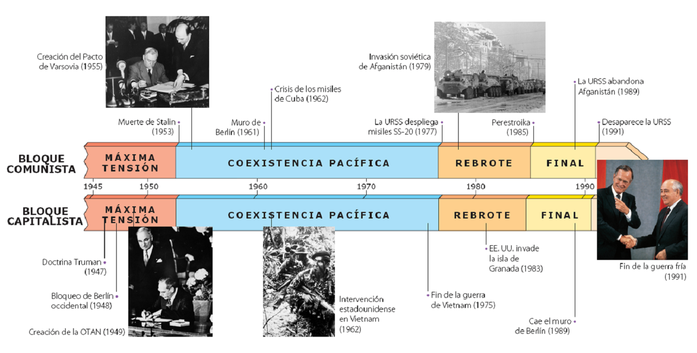 Creación del Pacto
de Varsovia (1955)
Invasión soviética
de Afganistán (1979)
Crisis de los misiles
de Cuba (1962)
La URSS abandona
Afganistán (1989)
Muerte de Stalin
(1953)
Muro de
Berlín (1961)
La URSS despliega
misiles SS-20 (1977)
Perestroika
(1985)
Desaparece la URSS
(1991)
BLOQUE
COMUNISTA
MÁXIMA
TENSIÓN
COEXISTENCIA PACÍFICA
REBROTE
FINAL
1945
1950
1960
1970
1980
1990
BLOQUE
CAPITALISTA
MÁXIMA
TENSIÓN
COEXISTENCIA PACÍFICA
REBROTE
FINAL
Doctrina Truman
(1947)
Bloqueo de Berlín
occidental (1948)
Creación de la OTAN (1949)
Intervención
estadounidense
en Vietnam
(1962)
Fin de la guerra
de Vietnam (1975)
EE. UU. invade
la isla de
Granada (1983)
Cae el muro
de Berlín (1989)
Fin de la guerra fría
(1991)